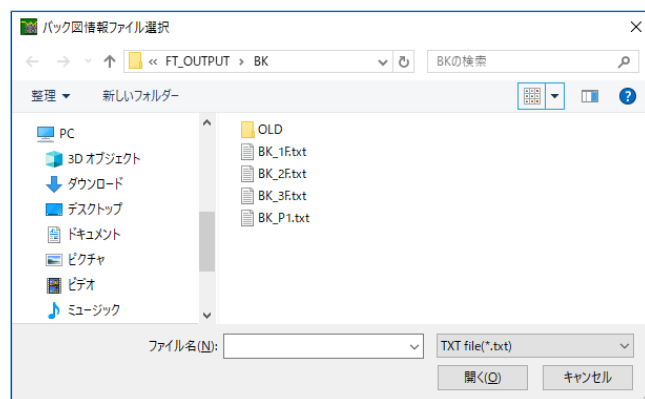 バック図情報ファイル選択
« FT_OUTPUT › BK
BKの検索
整理
新しいフォルダー
PC
3D オブジェクト
ダウンロード
デスクトップ
ドキュメント
ピクチャ
ビデオ
ミュージック
OLD
BK_1F.txt
BK_2F.txt
BK_3F.txt
BK_P1.txt
ファイル名(N):
TXT file(*.txt)
開く(O)
キャンセル